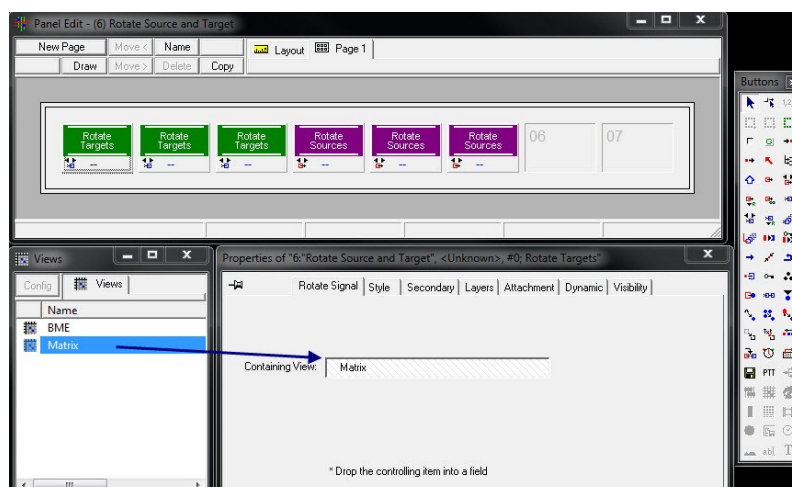 Panel Edit - (6) Rotate Source and Target
New Page Move < Name
Layout Page 1
Draw Move > Delete Copy
Buttons
Rotate Targets
--
Rotate Targets
--
Rotate Targets
--
Rotate Sources
--
Rotate Sources
--
Rotate Sources
--
06
07
Views
Config Views
Name
BME
Matrix
Properties of "6:"Rotate Source and Target", <Unknown>, #0; Rotate Targets"
Rotate Signal Style Secondary Layers Attachment Dynamic Visibility
Containing View: Matrix
* Drop the controlling item into a field
PTT
abl
T